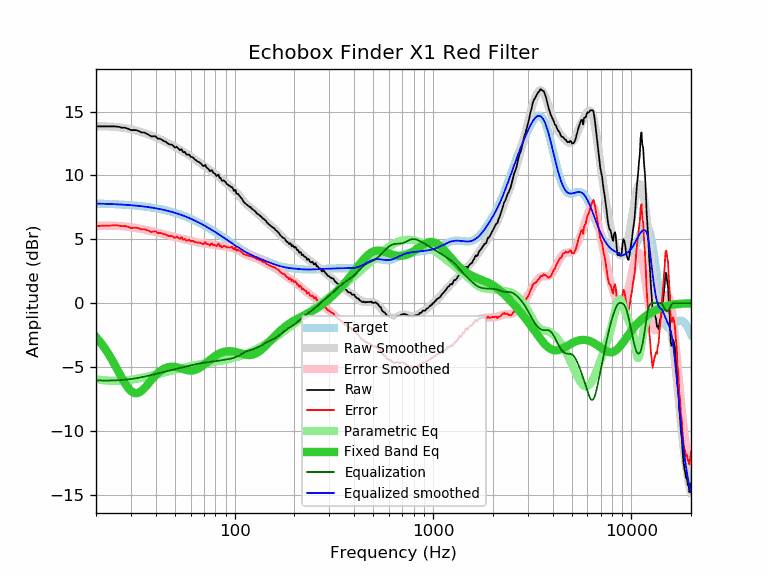 Echobox Finder X1 Red Filter
Amplitude (dBr)
15
10
5
0
−5
−10
−15
Target
Raw Smoothed
Error Smoothed
Raw
Error
Parametric Eq
Fixed Band Eq
Equalization
Equalized smoothed
100
1000
10000
Frequency (Hz)